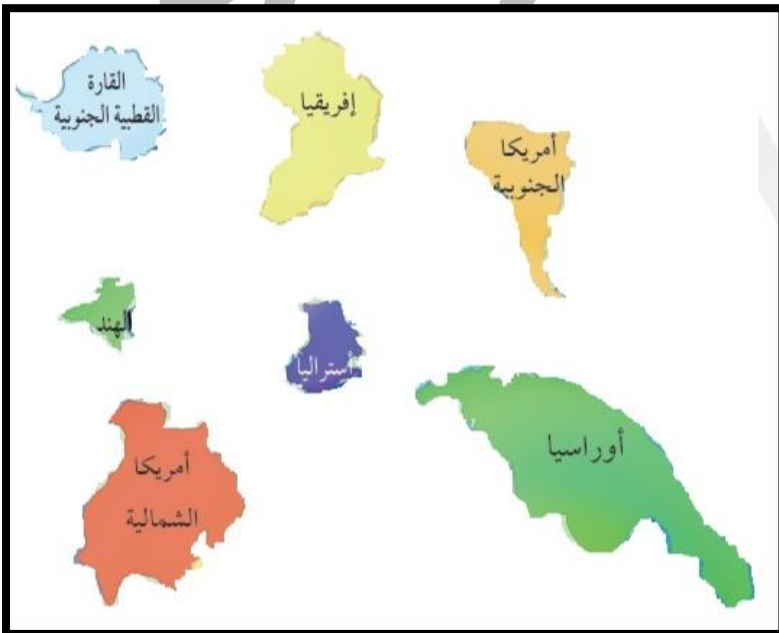 القارة
القطبية الجنوبية
إفريقيا
أمريكا
الجنوبية
الهند
أستراليا
أوراسيا
أمريكا
الشمالية